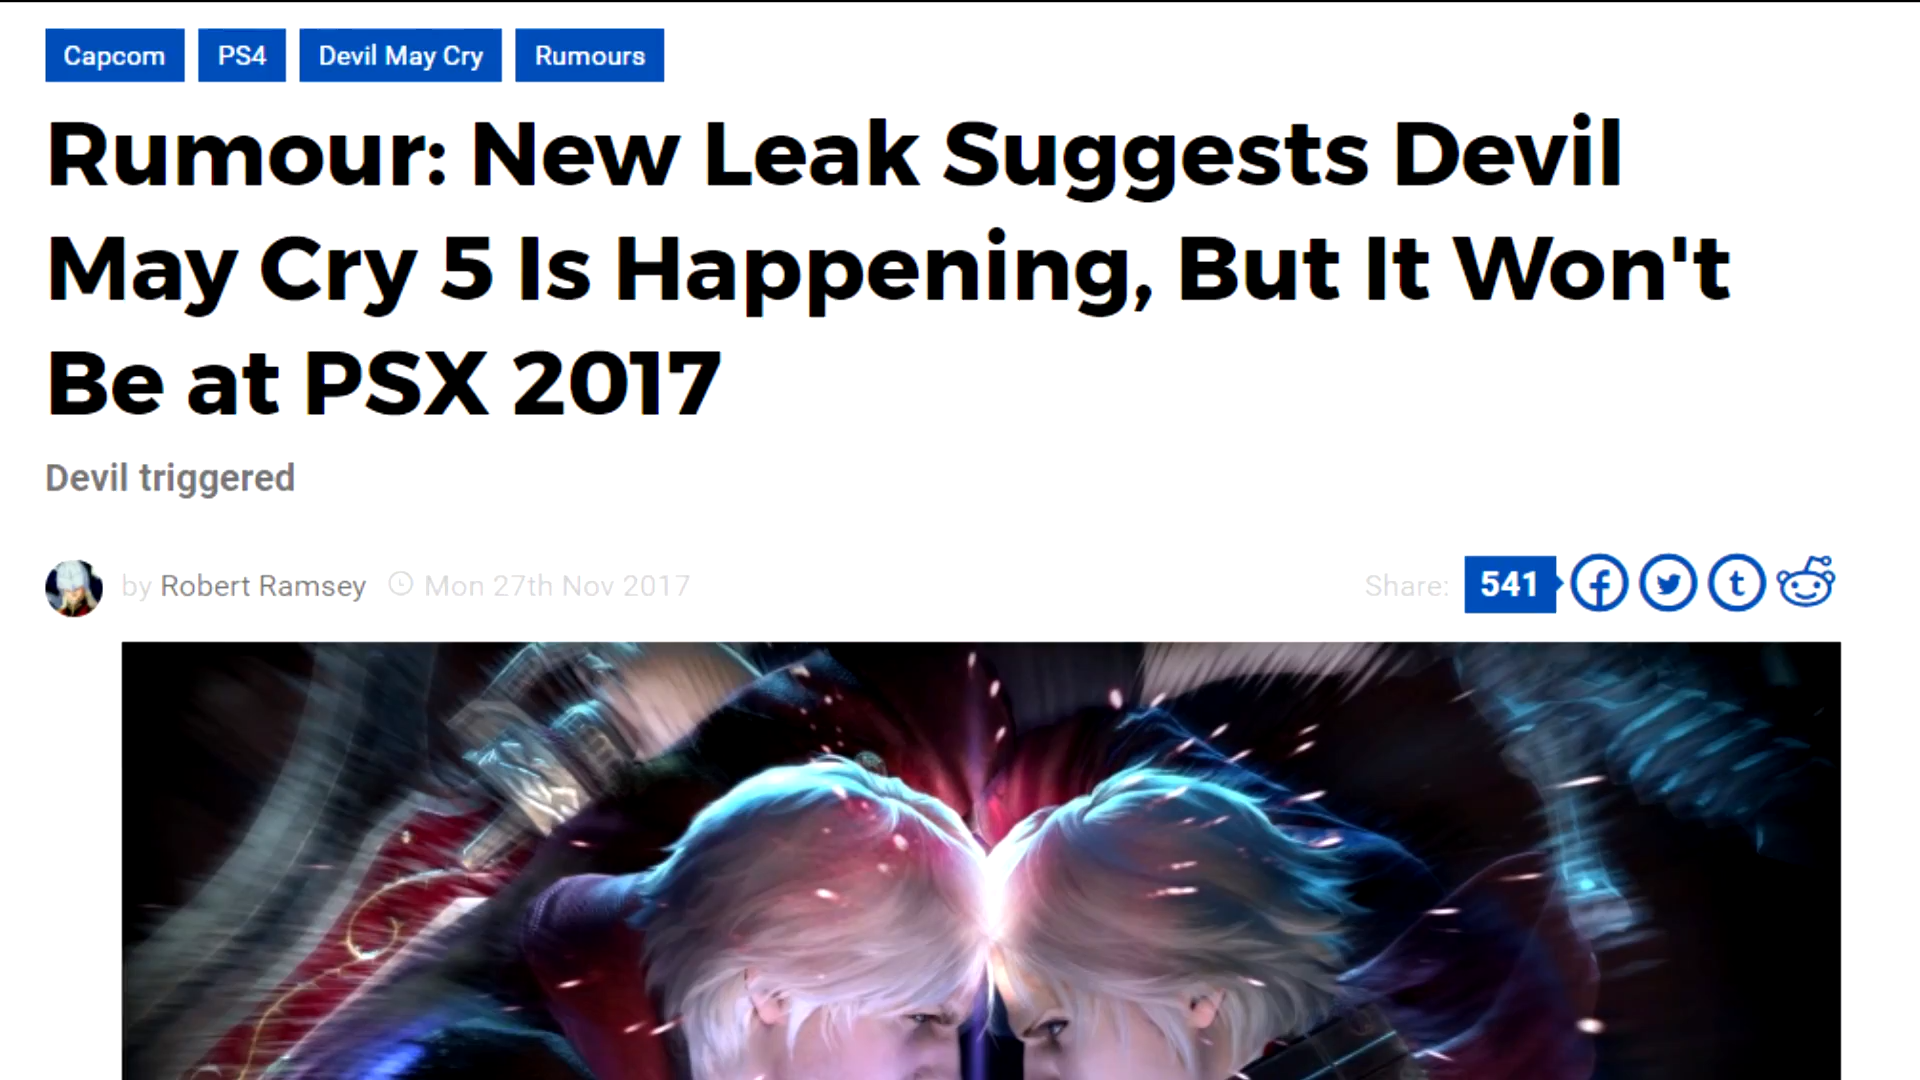 Capcom PS4 Devil May Cry Rumours
Rumour: New Leak Suggests Devil
May Cry 5 Is Happening, But It Won't
Be at PSX 2017
Devil triggered
by Robert Ramsey Mon 27th Nov 2017 Share: 541